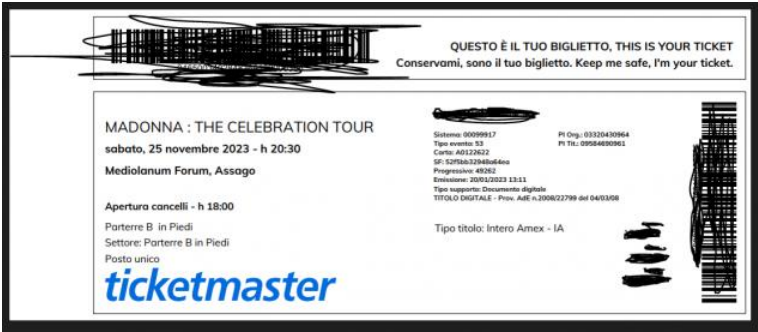 QUESTO È IL TUO BIGLIETTO, THIS IS YOUR TICKET
Conservami, sono il tuo biglietto. Keep me safe, I'm your ticket.
MADONNA : THE CELEBRATION TOUR
sabato, 25 novembre 2023 - h 20:30
Mediolanum Forum, Assago
Apertura cancelli - h 18:00
Parterre B in Piedi
Settore: Parterre B in Piedi
Posto unico
ticketmaster
Sistema: 00099917
Tipo evento: 53
Carta: A0122622
SF: 52f5bb32948a64ea
Progressivo: 49262
Emissione: 20/01/2023 13:11
Tipo supporto: Documento digitale
TITOLO DIGITALE - Prov. AdE n.2008/22799 del 04/03/08
PI Org.: 03320430964
PI Tit.: 09584690961
Tipo titolo: Intero Amex - IA